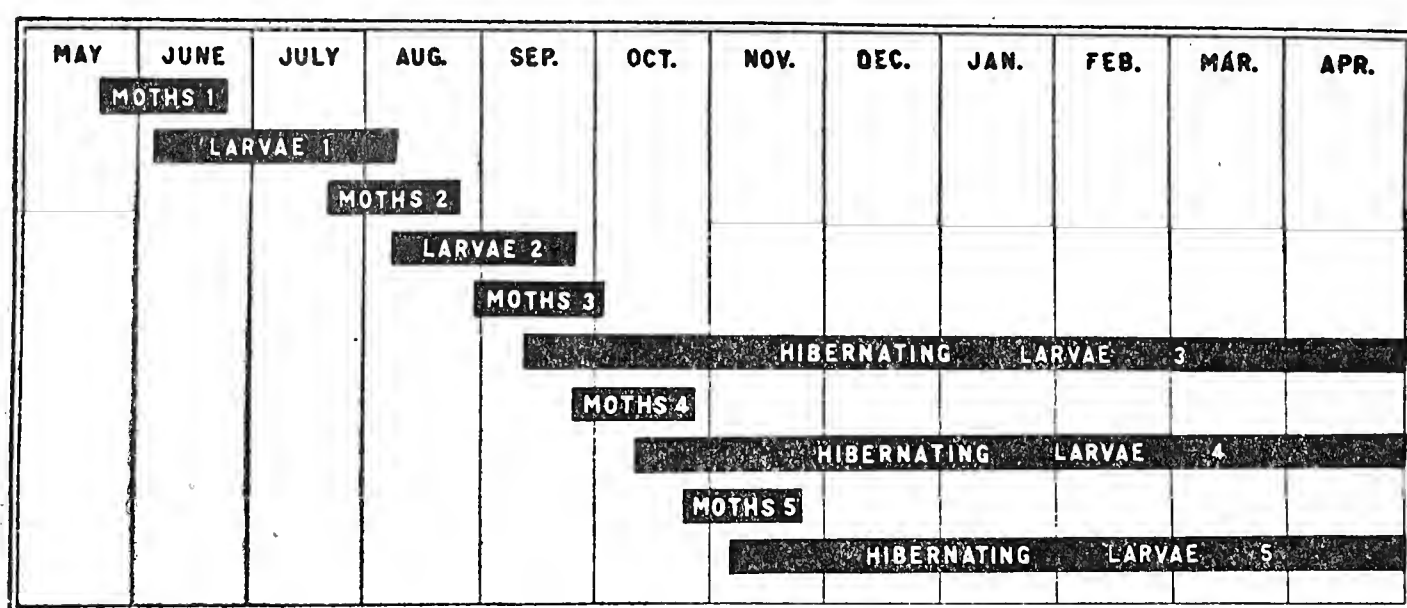 MAY JUNE JULY AUG. SEP. OCT. NOV. DEC. JAN. FEB. MAR. APR.
MOTHS 1
LARVAE 1
MOTHS 2
LARVAE 2
MOTHS 3
HIBERNATING LARVAE 3
MOTHS 4
HIBERNATING LARVAE 4
MOTHS 5
HIBERNATING LARVAE 5